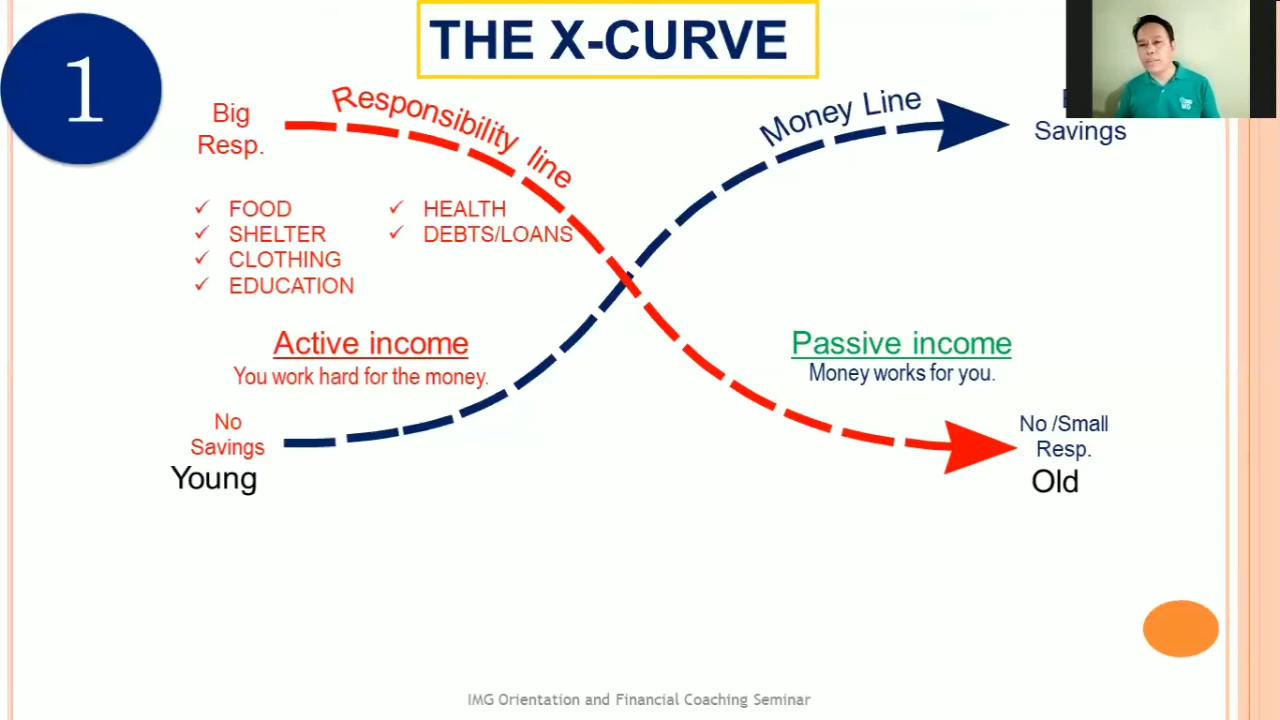 1
THE X-CURVE
Big
Resp.
Responsibility line
Money Line
Savings
✓ FOOD
✓ SHELTER
✓ CLOTHING
✓ EDUCATION
✓ HEALTH
✓ DEBTS/LOANS
Active income
You work hard for the money.
Passive income
Money works for you.
No
Savings
Young
No /Small
Resp.
Old
IMG Orientation and Financial Coaching Seminar